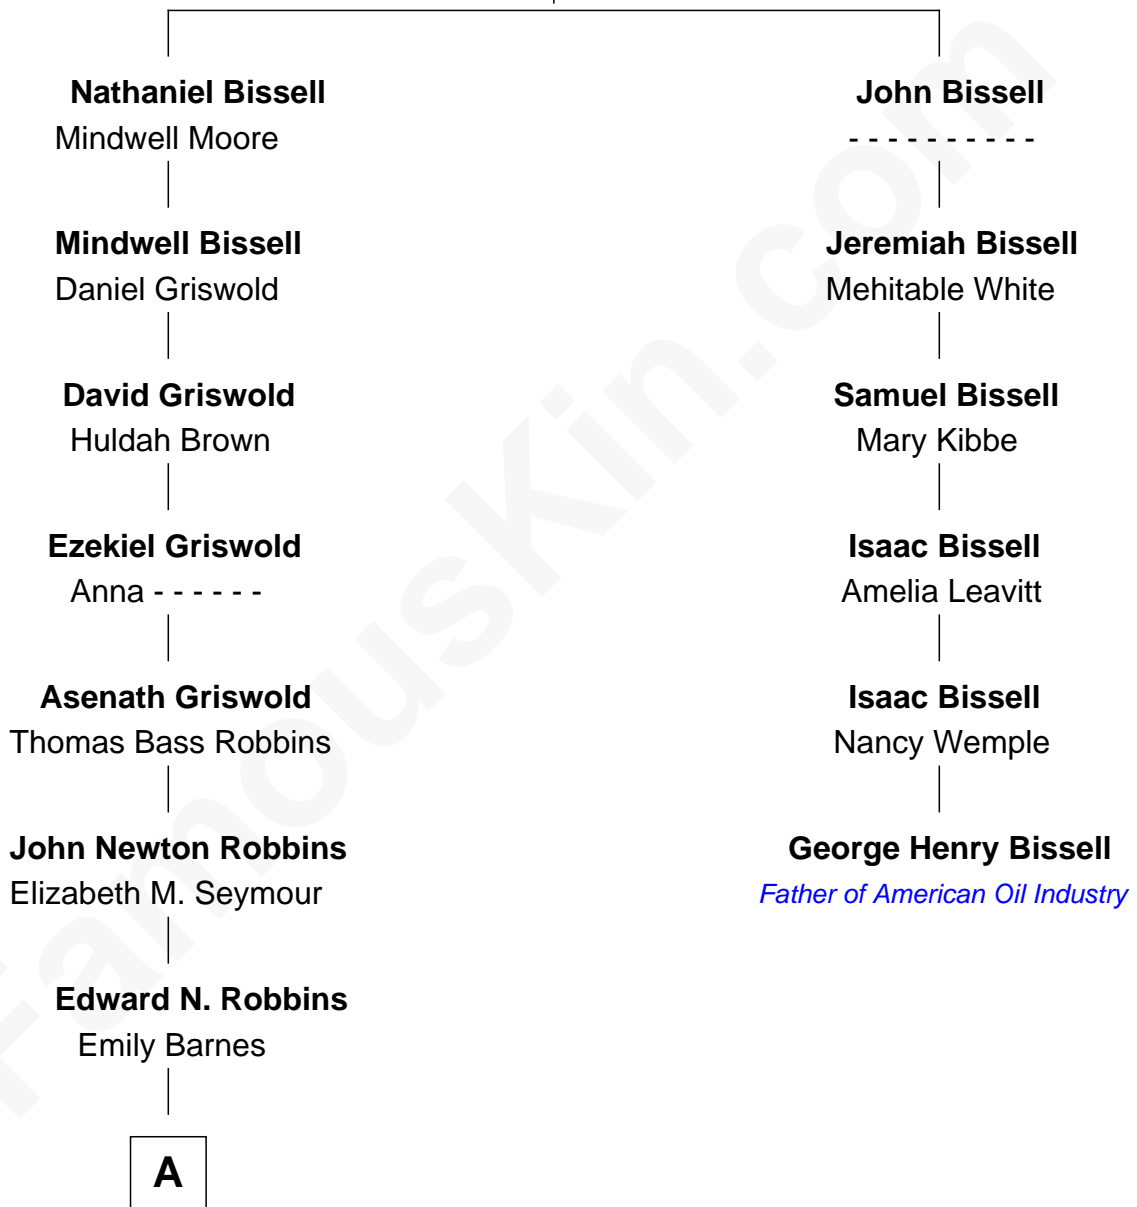 Nathaniel Bissell
Mindwell Moore
Mindwell Bissell
Daniel Griswold
David Griswold
Huldah Brown
Ezekiel Griswold
Anna - - - - - -
Asenath Griswold
Thomas Bass Robbins
John Newton Robbins
Elizabeth M. Seymour
Edward N. Robbins
Emily Barnes
A
John Bissell
- - - - - - - - - -
Jeremiah Bissell
Mehitable White
Samuel Bissell
Mary Kibbe
Isaac Bissell
Amelia Leavitt
Isaac Bissell
Nancy Wemple
George Henry Bissell
Father of American Oil Industry
FamousKin.com